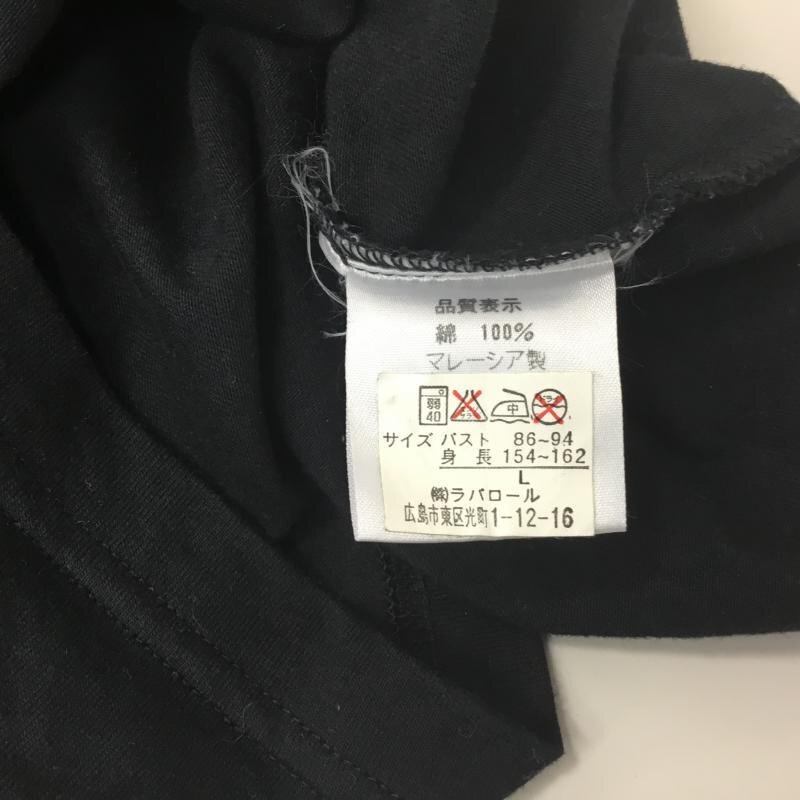 品質表示
綿 100%
マレーシア製
弱 40 中
サイズ バスト 86~94
身長 154~162
L
㈱ラパロール
広島市東区光町1-12-16